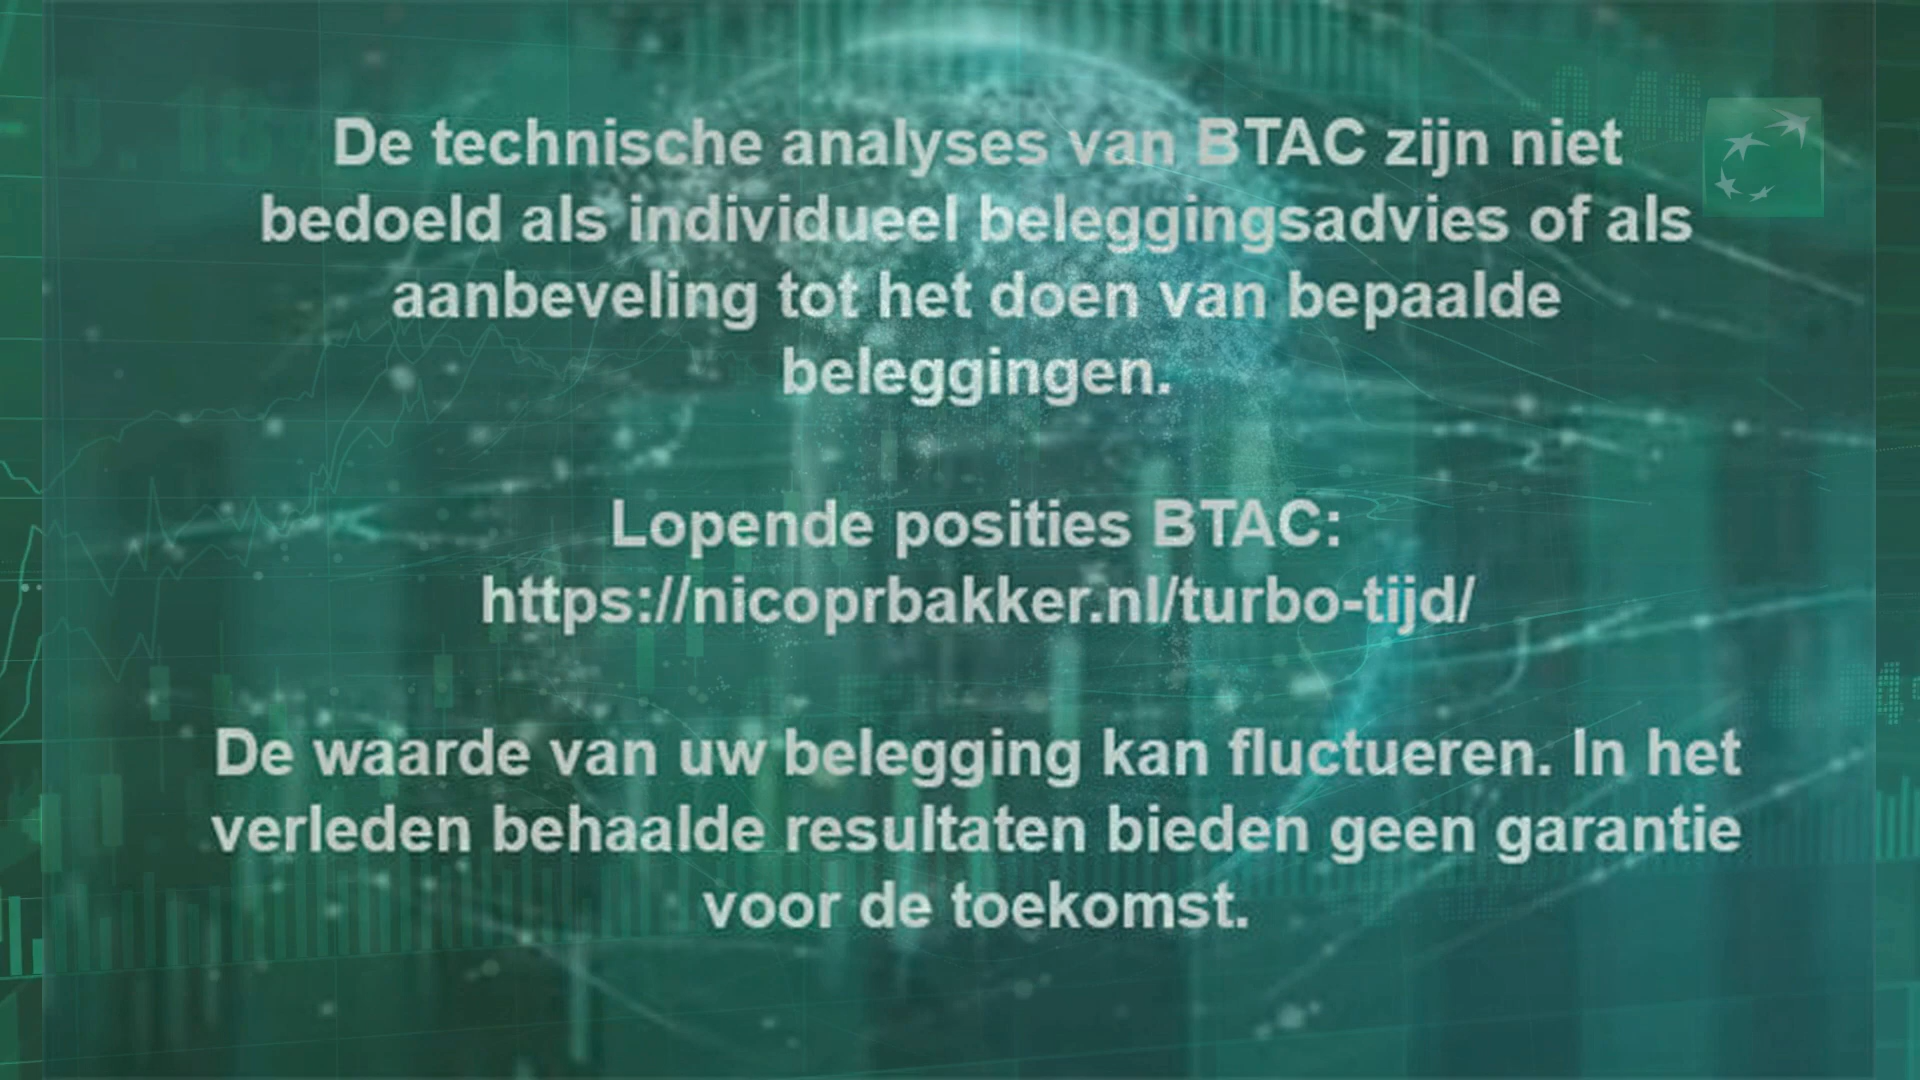 De technische analyses van BTAC zijn niet
bedoeld als individueel beleggingsadvies of als
aanbeveling tot het doen van bepaalde
beleggingen.
Lopende posities BTAC:
https://nicoprbakker.nl/turbo-tijd/
De waarde van uw belegging kan fluctueren. In het
verleden behaalde resultaten bieden geen garantie
voor de toekomst.